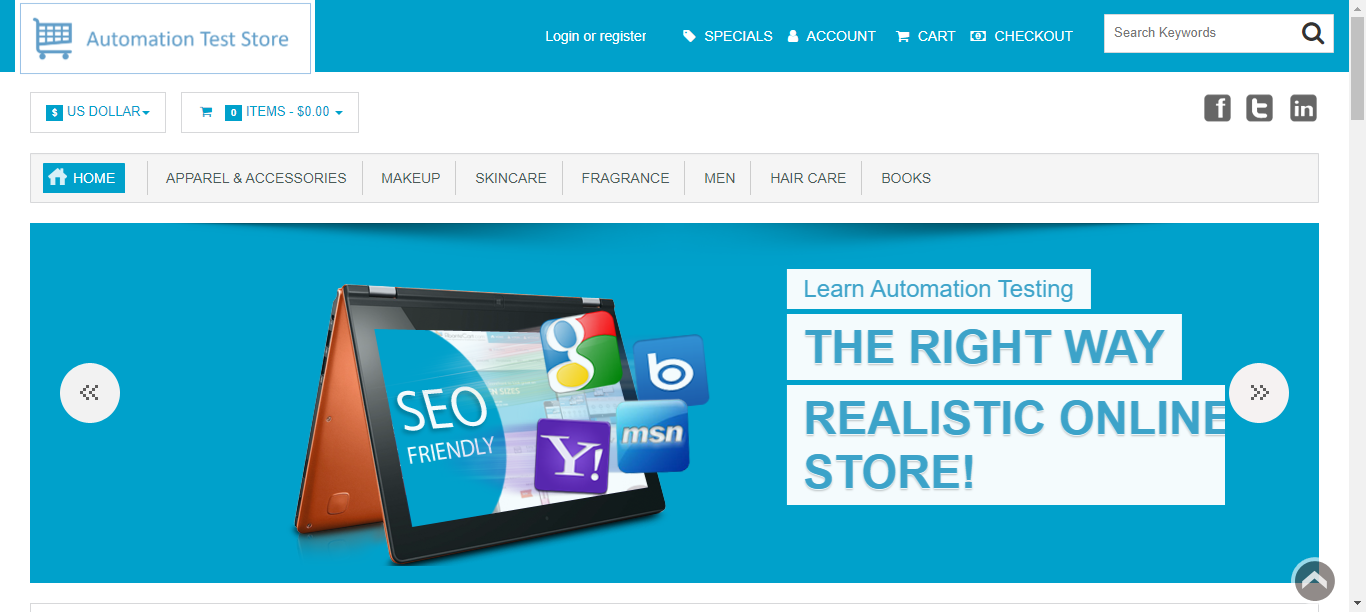 Automation Test Store
Login or register SPECIALS ACCOUNT CART CHECKOUT
Search Keywords
$ US DOLLAR
0 ITEMS - $0.00
f t in
HOME APPAREL & ACCESSORIES MAKEUP SKINCARE FRAGRANCE MEN HAIR CARE BOOKS
Learn Automation Testing
THE RIGHT WAY
REALISTIC ONLINE
STORE!
SEO
FRIENDLY
g
b
msn
Y!